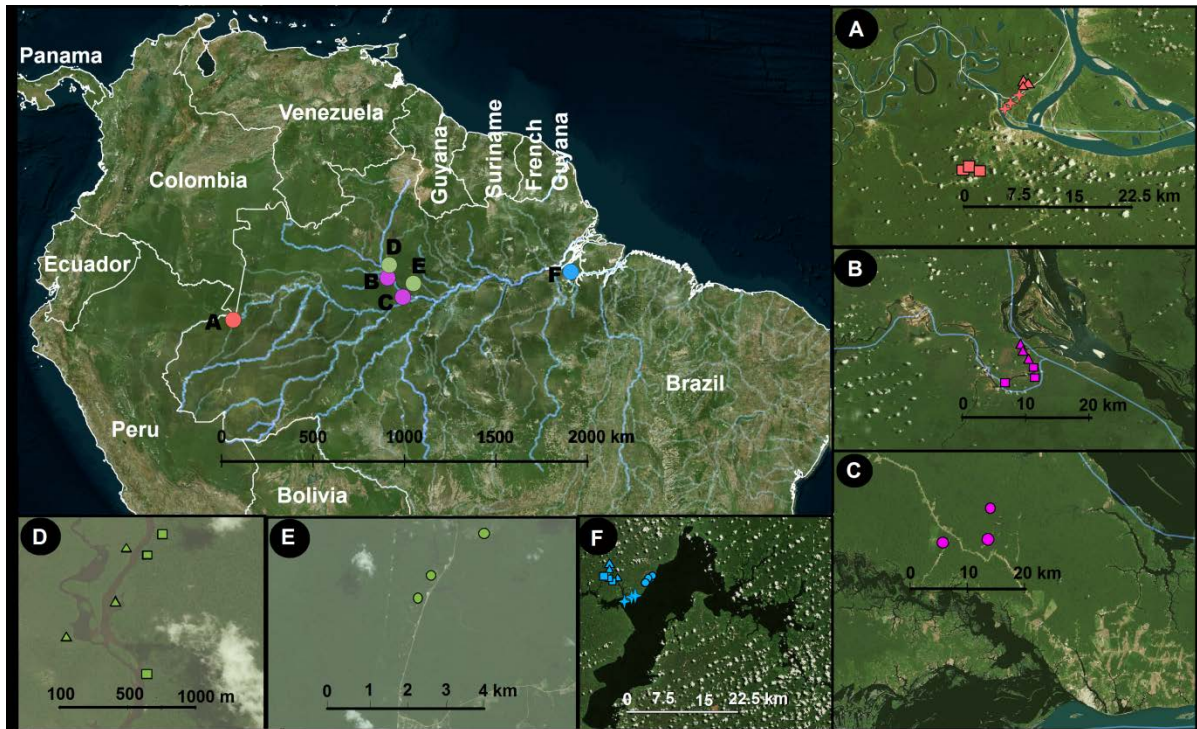 Panama
Venezuela
Guyana
Suriname
French
Guyana
Colombia
Ecuador
D
B
E
C
F
A
Brazil
Peru
0 500 1000 1500 2000 km
Bolivia
A
0 7.5 15 22.5 km
B
0 10 20 km
C
0 10 20 km
D
100 500 1000 m
E
0 1 2 3 4 km
F
0 7.5 15 22.5 km